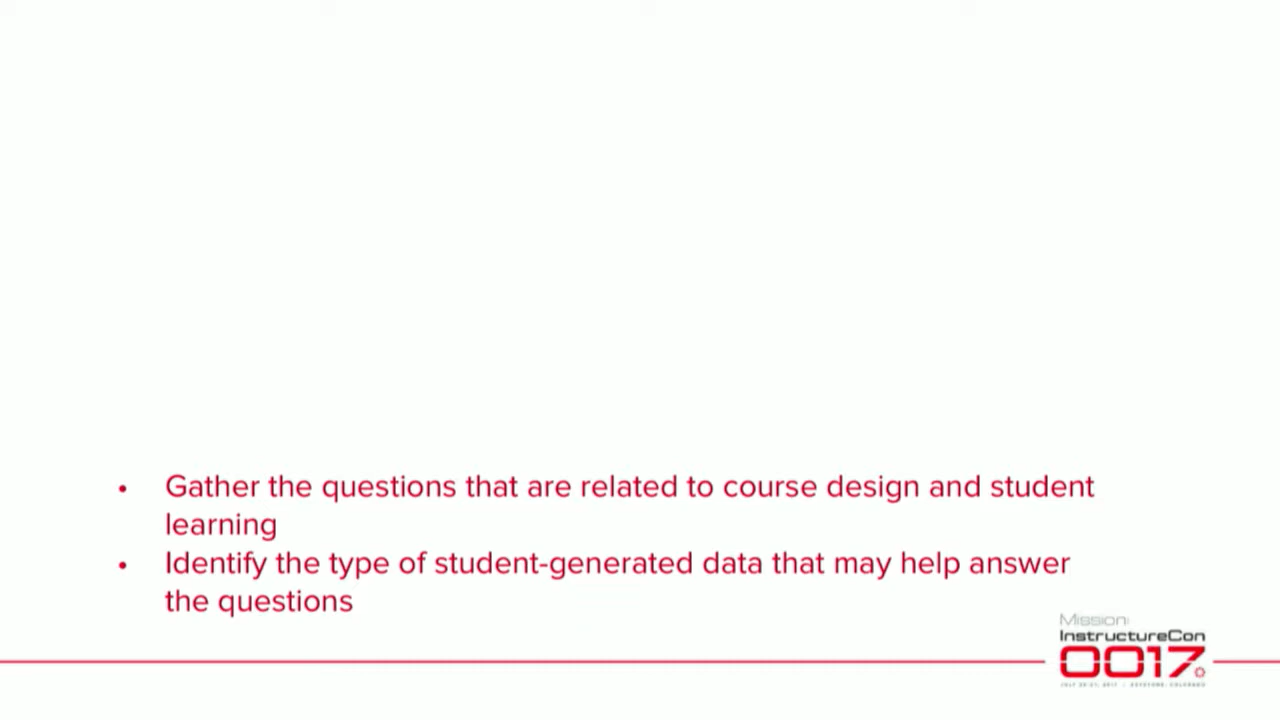 • Gather the questions that are related to course design and student
learning
• Identify the type of student-generated data that may help answer
the questions
Mission:
InstructureCon
0017